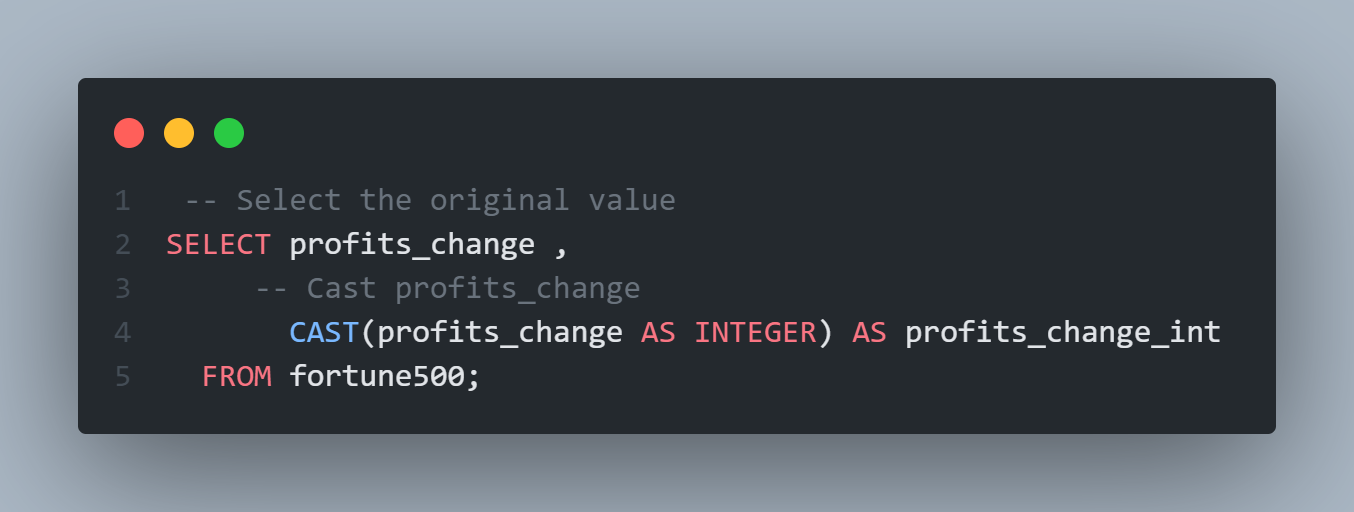 1 -- Select the original value
2 SELECT profits_change ,
3 -- Cast profits_change
4 CAST(profits_change AS INTEGER) AS profits_change_int
5 FROM fortune500;